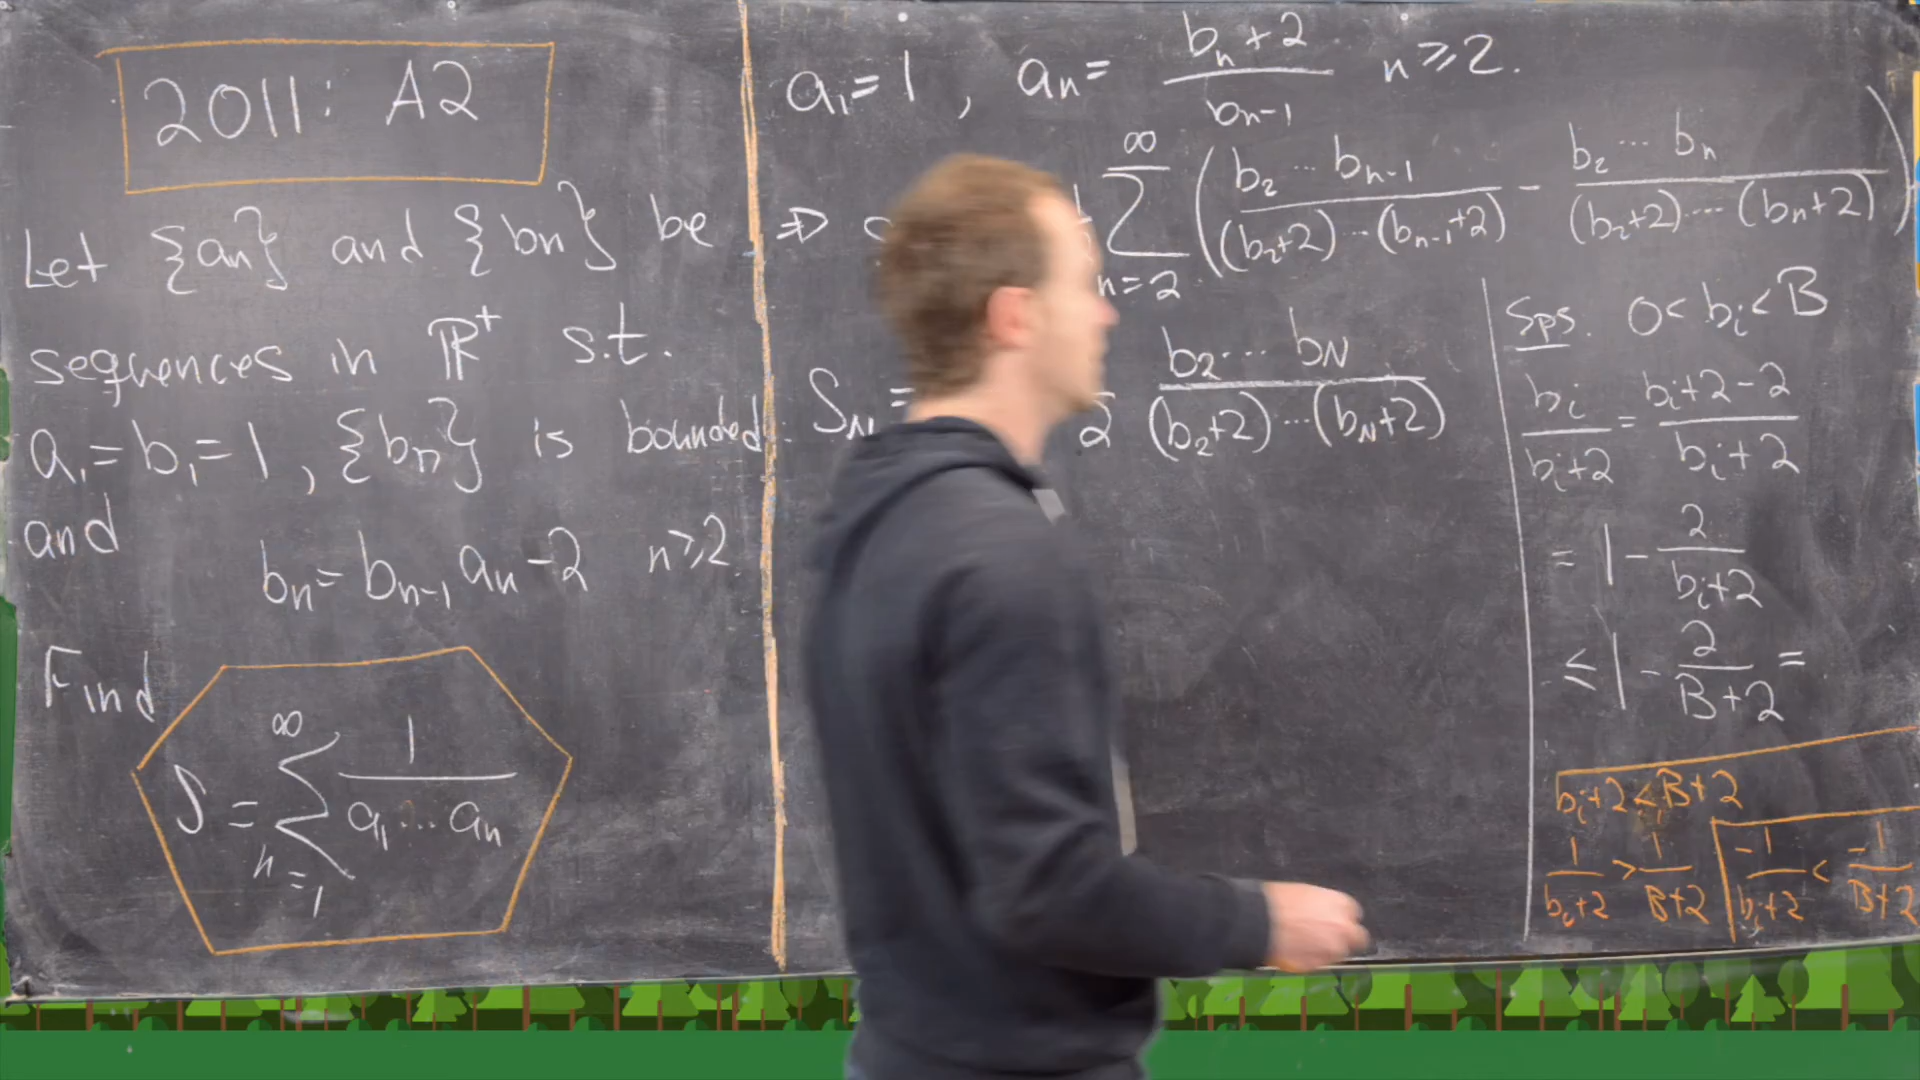 2011: A2
Let {an} and {bn} be
sequences in ℝ⁺ s.t.
a₁=b₁=1, {bn} is bounded
and
bn=bn-1 an -2 n≥2.
Find
S = ∞ Σ n=1 1/(a₁...an)
a₁=1, an= (bn+2)/bn-1 n≥2.
⇒ ∞ Σ n=2 ( (b₂...bn-1)/((b₂+2)...(bn-1+2)) - (b₂...bn)/((b₂+2)....(bn+2)) )
SN = 2 (b₂...bN)/((b₂+2)...(bN+2))
Sps. 0<bi<B
bi/(bi+2) = (bi+2-2)/(bi+2)
= 1 - 2/(bi+2)
≤ 1 - 2/(B+2) =
bi+2<B+2
1/(bi+2) > 1/(B+2) -1/(bi+2) < -1/(B+2)